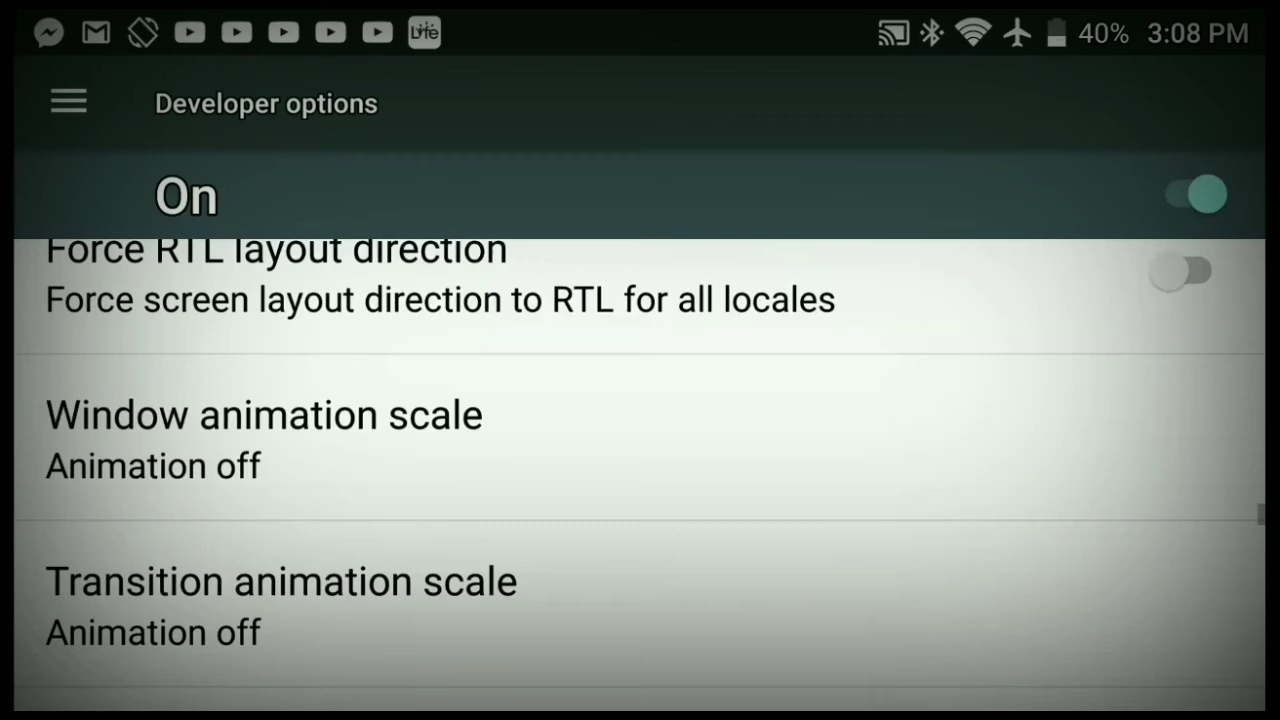 Life
40% 3:08 PM
Developer options
On
Force RTL layout direction
Force screen layout direction to RTL for all locales
Window animation scale
Animation off
Transition animation scale
Animation off